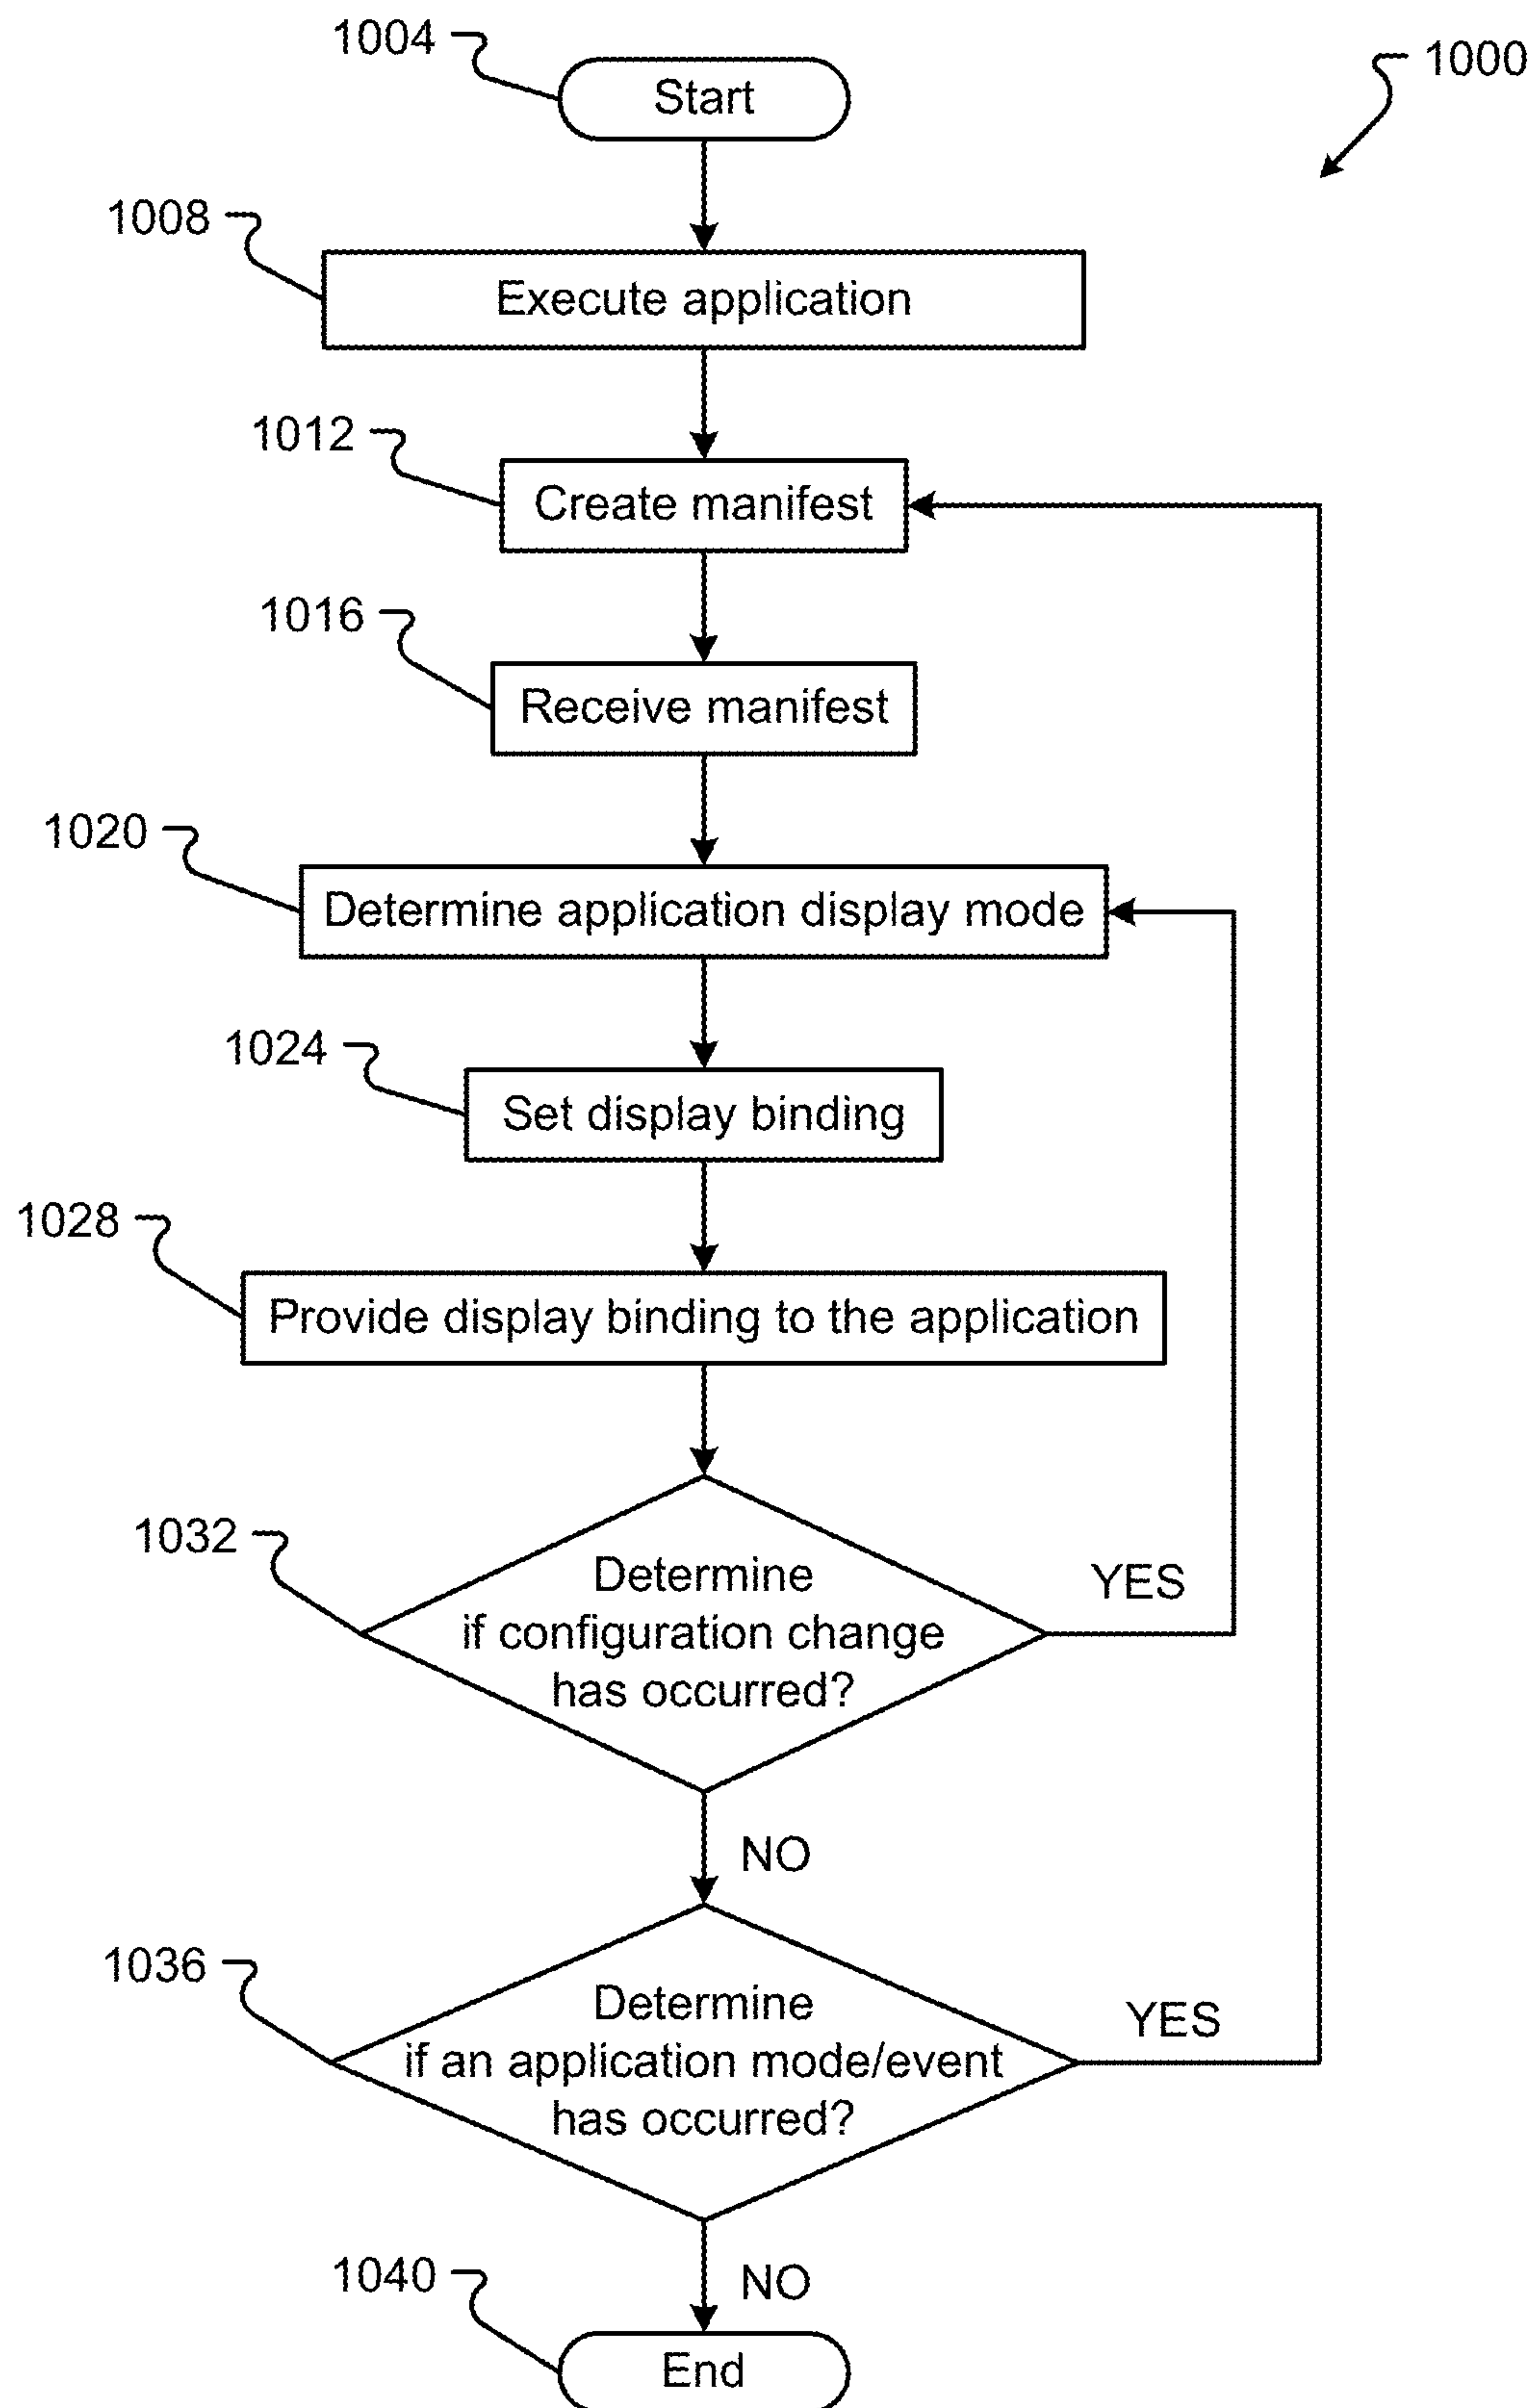 1004
Start
1000
1008
Execute application
1012
Create manifest
1016
Receive manifest
1020
Determine application display mode
1024
Set display binding
1028
Provide display binding to the application
1032
Determine
if configuration change
has occurred?
YES
NO
1036
Determine
if an application mode/event
has occurred?
YES
NO
1040
End